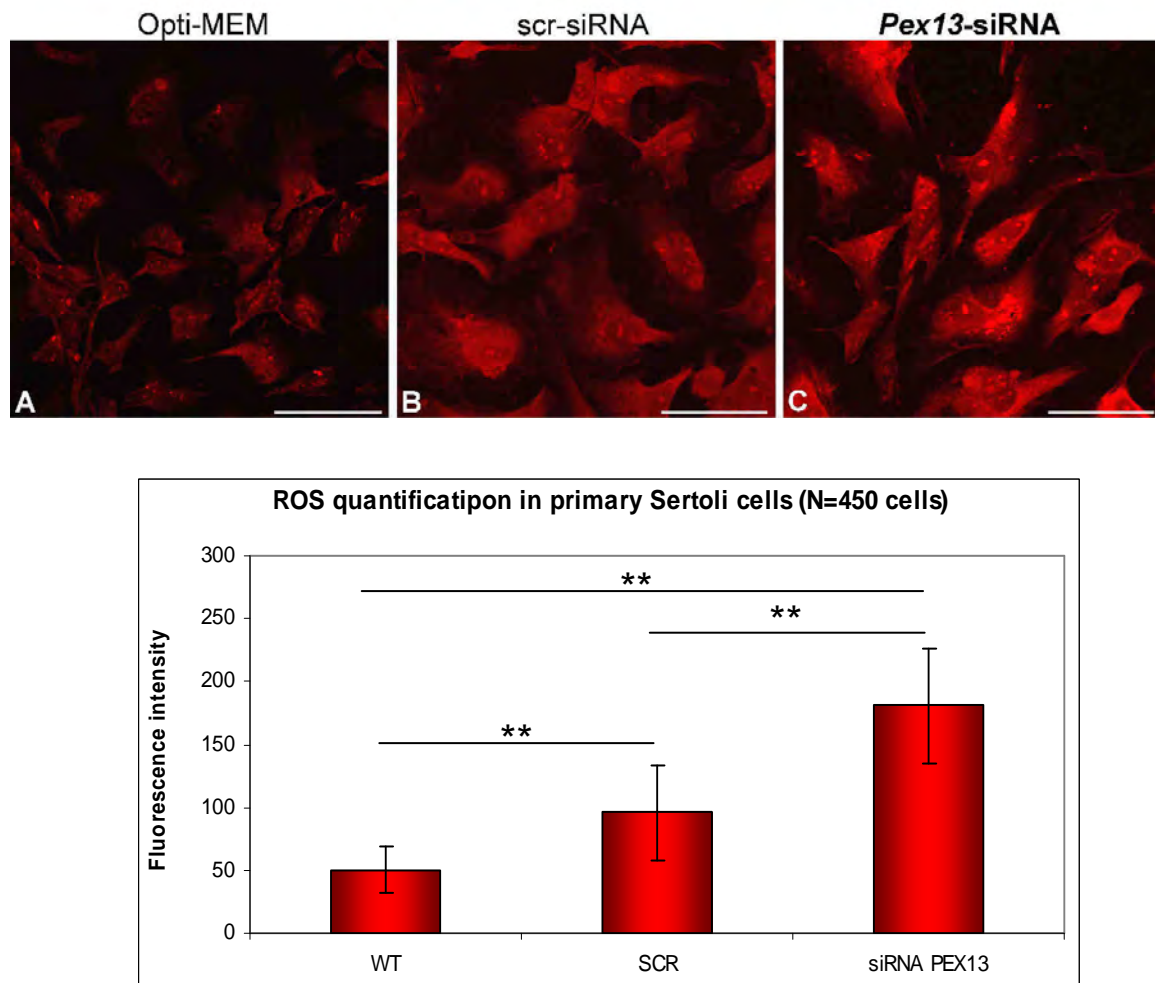 Opti-MEM scr-siRNA Pex13-siRNA
A B C
ROS quantificatipon in primary Sertoli cells (N=450 cells)
300
250
200
150
100
50
0
Fluorescence intensity
**
**
**
WT SCR siRNA PEX13